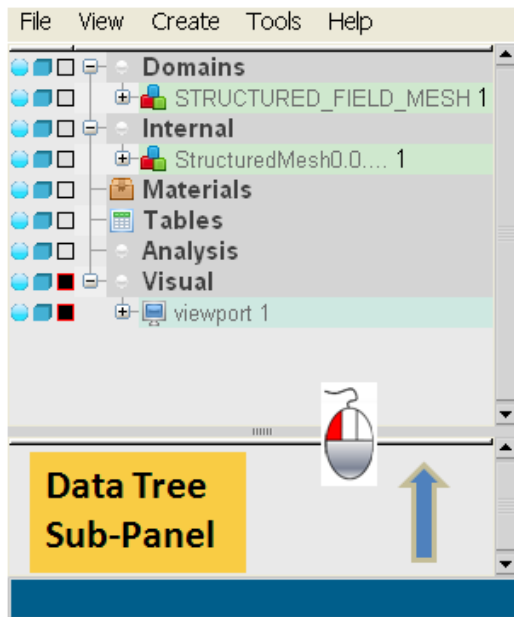 File View Create Tools Help
Domains
STRUCTURED_FIELD_MESH 1
Internal
StructuredMesh0.0.... 1
Materials
Tables
Analysis
Visual
viewport 1
Data Tree
Sub-Panel